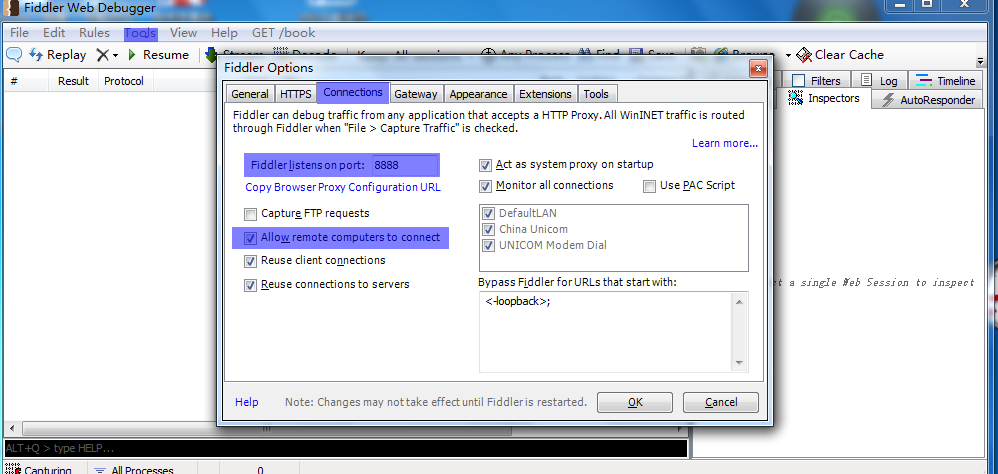 Fiddler Web Debugger
File Edit Rules Tools View Help GET /book
Replay Resume Stream Decode Any Process Find Save Browse Clear Cache
# Result Protocol
Filters Log Timeline
Inspectors AutoResponder
Fiddler Options
General HTTPS Connections Gateway Appearance Extensions Tools
Fiddler can debug traffic from any application that accepts a HTTP Proxy. All WinINET traffic is routed
through Fiddler when "File > Capture Traffic" is checked.
Learn more...
Fiddler listens on port: 8888
Copy Browser Proxy Configuration URL
Capture FTP requests
Allow remote computers to connect
Reuse client connections
Reuse connections to servers
Act as system proxy on startup
Monitor all connections Use PAC Script
DefaultLAN
China Unicom
UNICOM Modem Dial
Bypass Fiddler for URLs that start with:
<-loopback>;
a single Web Session to inspect
Help Note: Changes may not take effect until Fiddler is restarted. OK Cancel
ALT+Q > type HELP...
Capturing All Processes 0